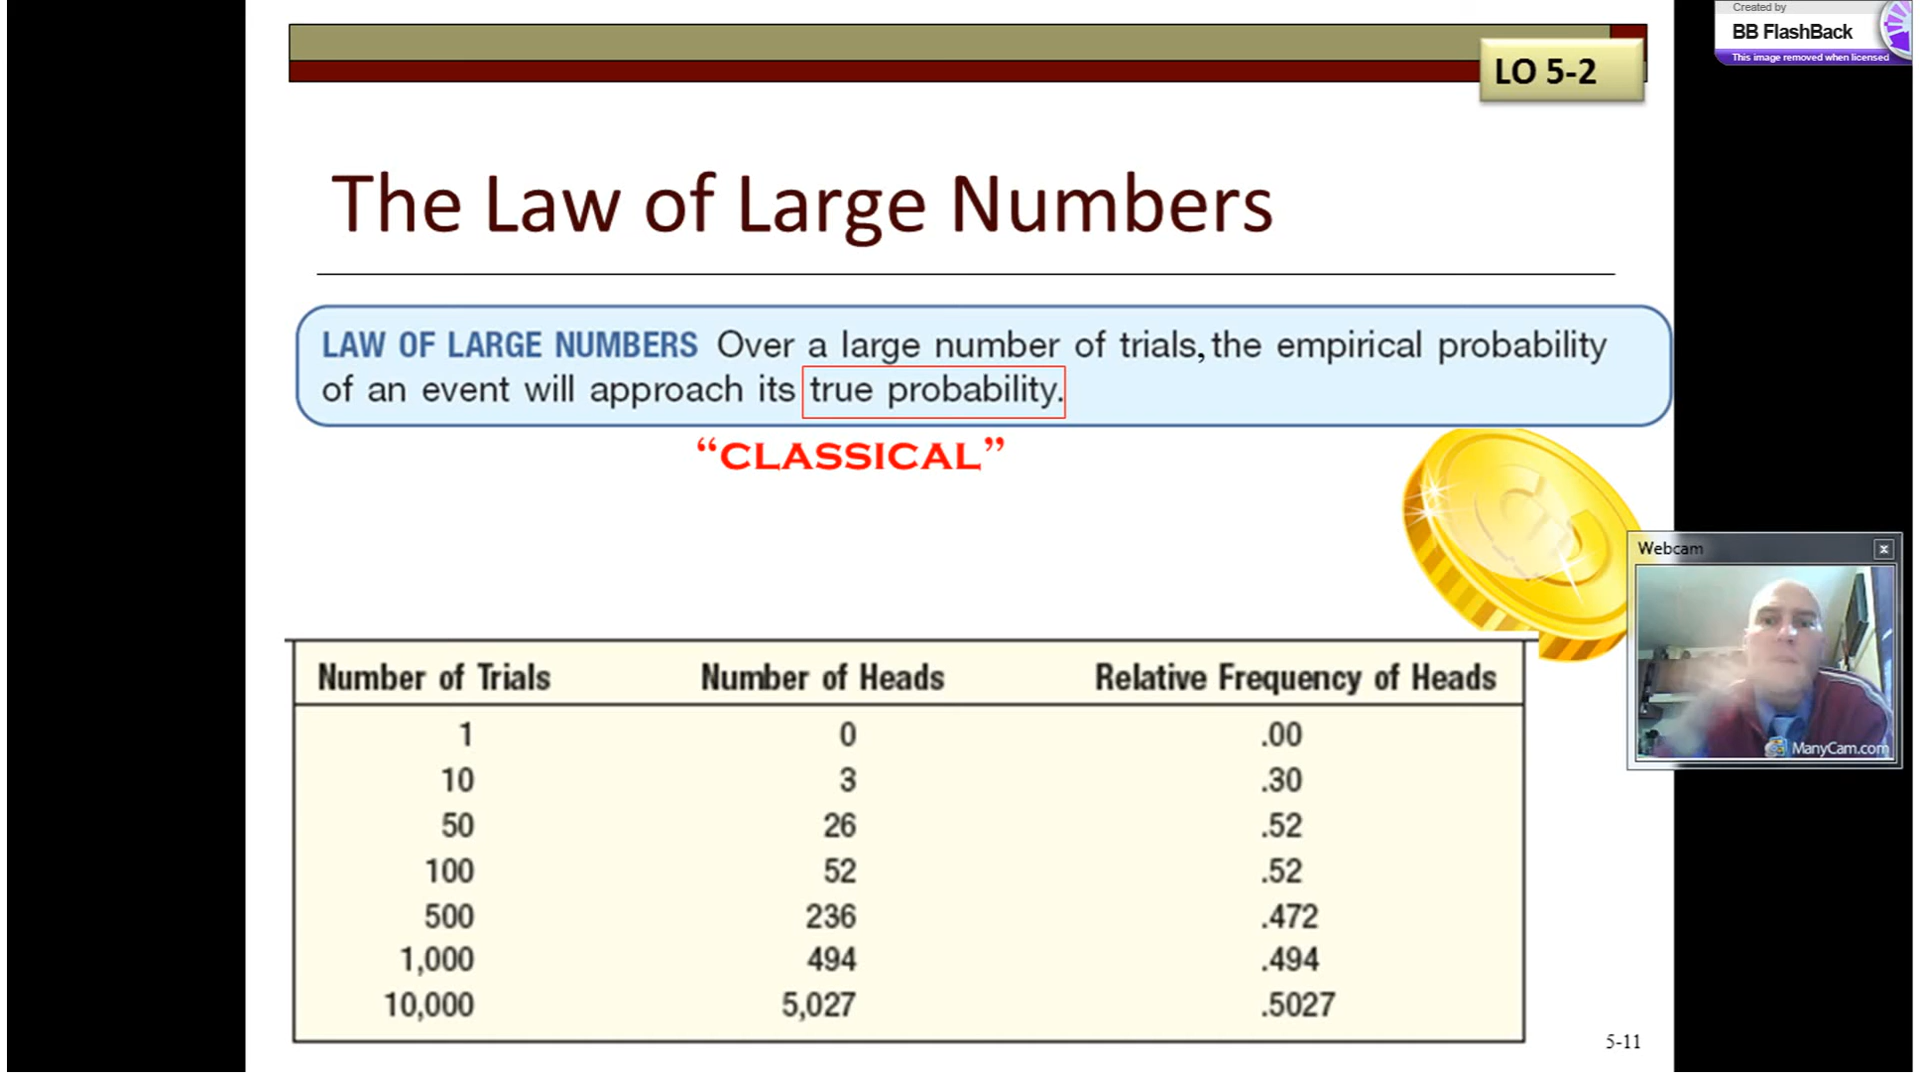 Created by
BB FlashBack
This image removed when licensed
LO 5-2
The Law of Large Numbers
LAW OF LARGE NUMBERS Over a large number of trials, the empirical probability
of an event will approach its true probability.
“CLASSICAL”
Webcam
ManyCam.com
Number of Trials Number of Heads Relative Frequency of Heads
1 0 .00
10 3 .30
50 26 .52
100 52 .52
500 236 .472
1,000 494 .494
10,000 5,027 .5027
5-11